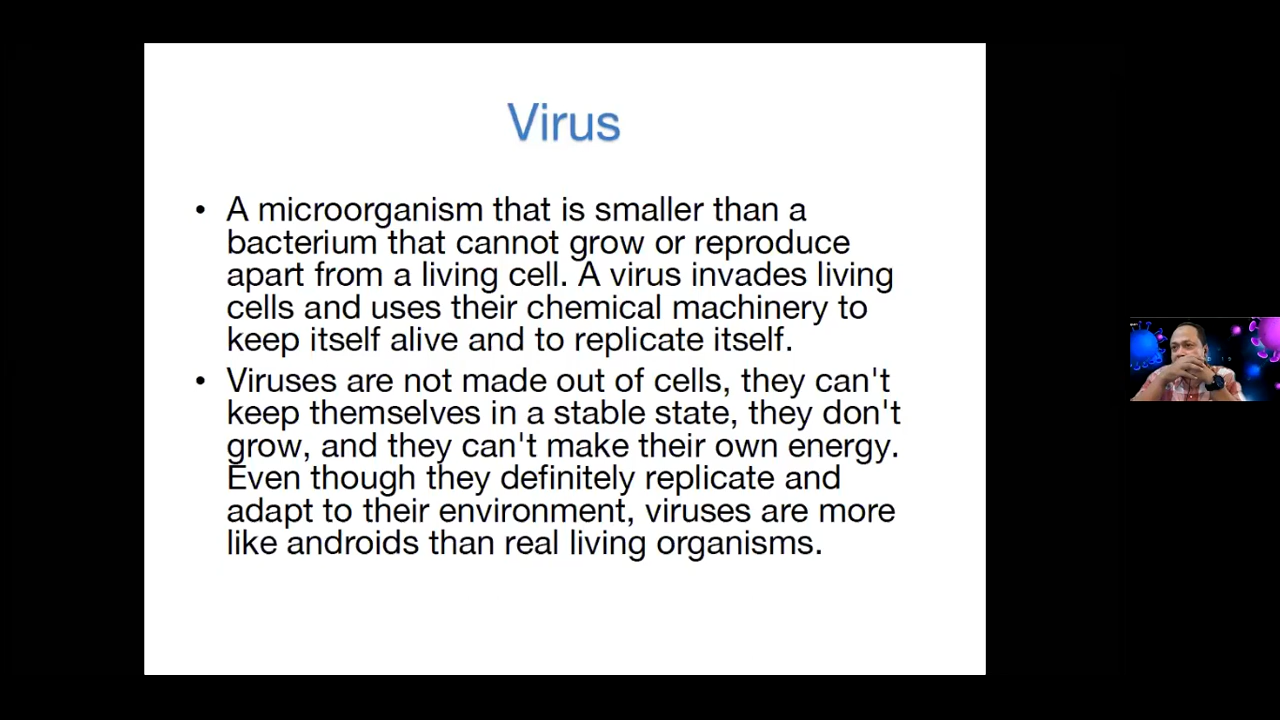 Virus
• A microorganism that is smaller than a
bacterium that cannot grow or reproduce
apart from a living cell. A virus invades living
cells and uses their chemical machinery to
keep itself alive and to replicate itself.
• Viruses are not made out of cells, they can't
keep themselves in a stable state, they don't
grow, and they can't make their own energy.
Even though they definitely replicate and
adapt to their environment, viruses are more
like androids than real living organisms.